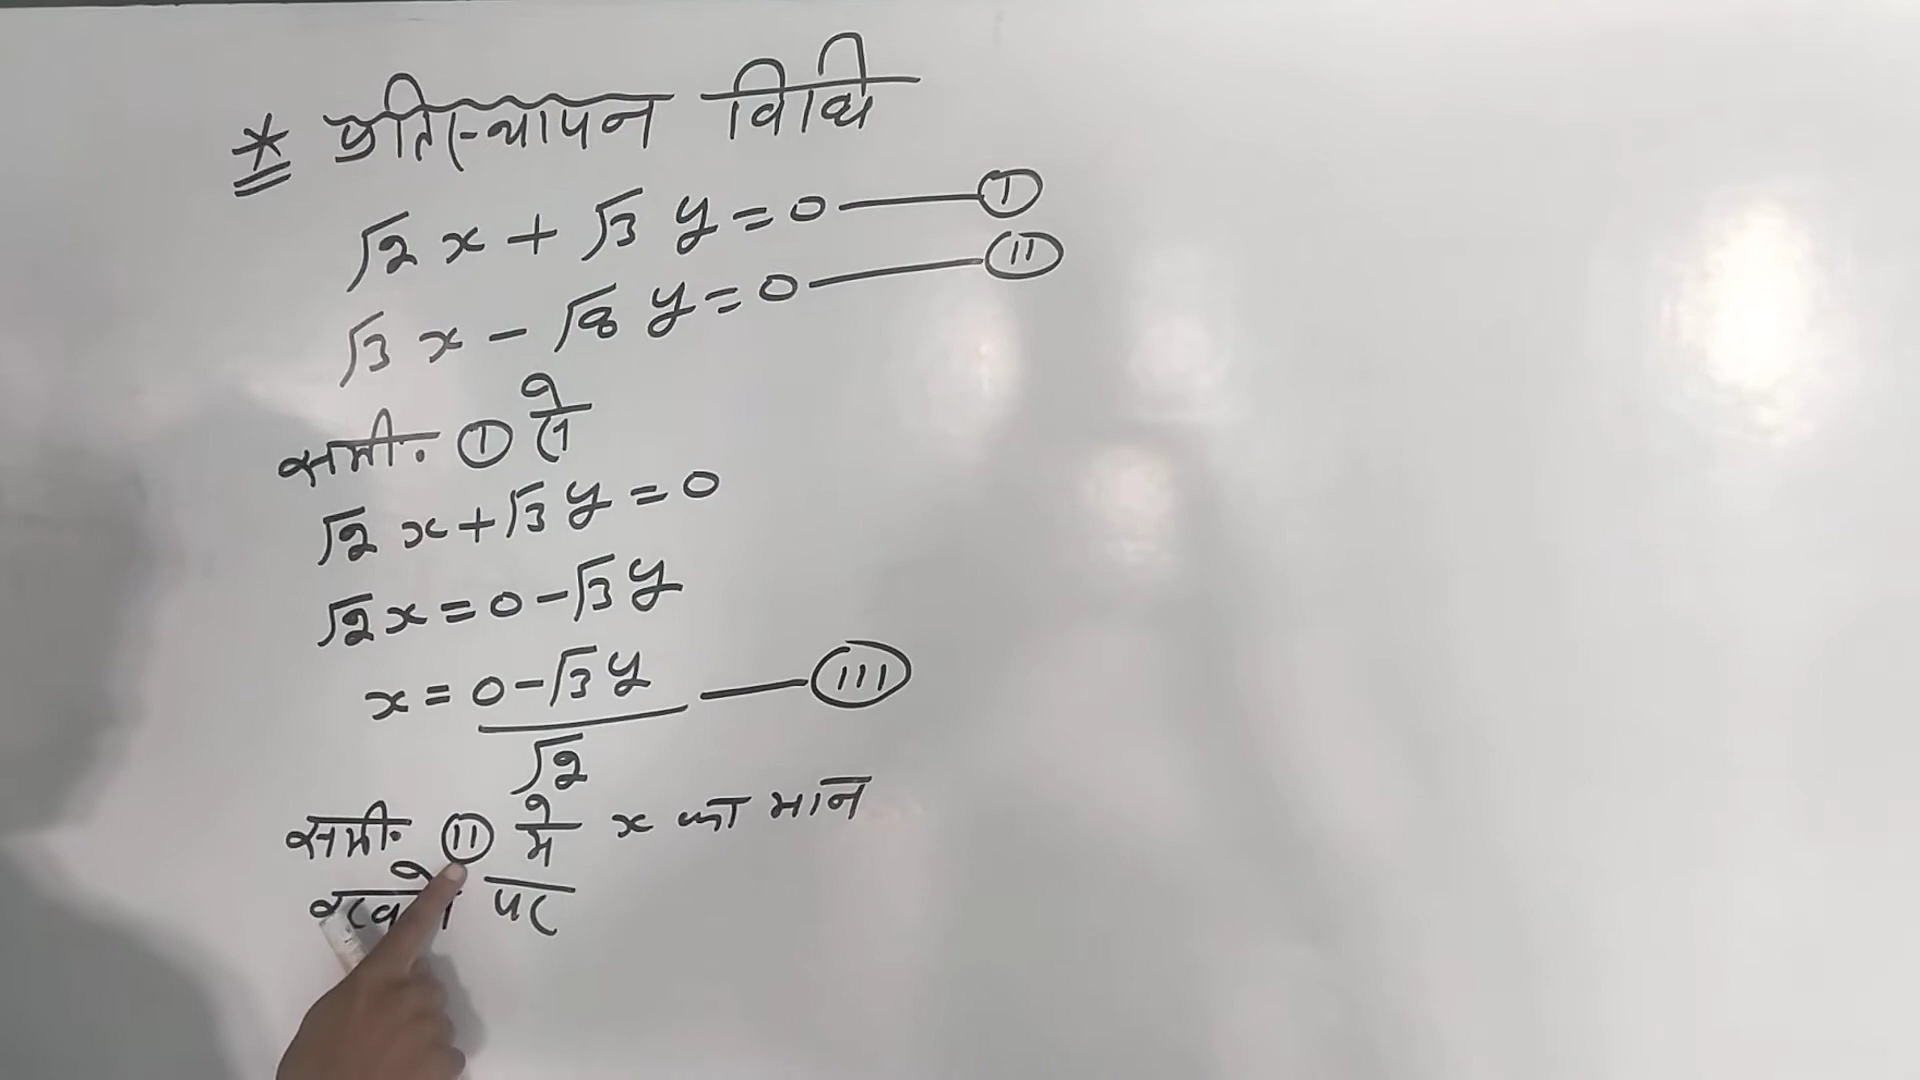 * प्रतिस्थापन विधि
√2 x + √3 y = 0 —— I
√3 x - √8 y = 0 —— II
समी. I से
√2 x + √3 y = 0
√2 x = 0 - √3 y
x = (0 - √3 y) / √2 —— III
समी. II में x का मान
रखने पर